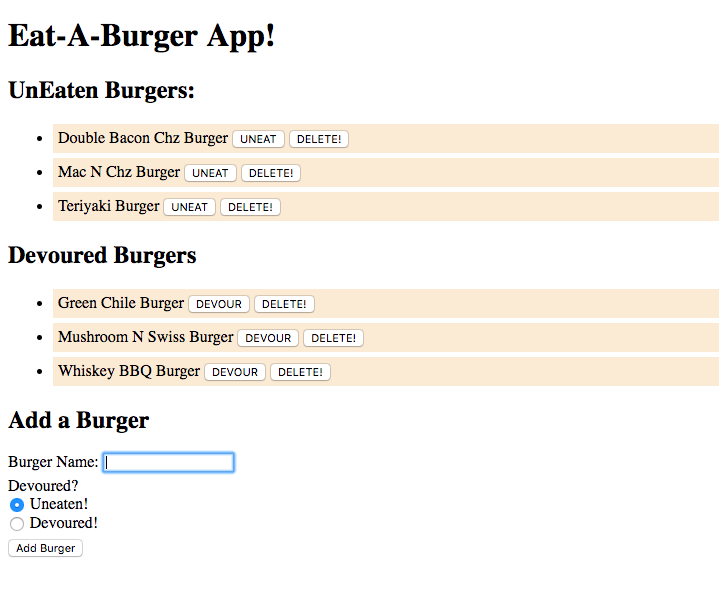 Eat-A-Burger App!
UnEaten Burgers:
Double Bacon Chz Burger UNEAT DELETE!
Mac N Chz Burger UNEAT DELETE!
Teriyaki Burger UNEAT DELETE!
Devoured Burgers
Green Chile Burger DEVOUR DELETE!
Mushroom N Swiss Burger DEVOUR DELETE!
Whiskey BBQ Burger DEVOUR DELETE!
Add a Burger
Burger Name:
Devoured?
Uneaten!
Devoured!
Add Burger